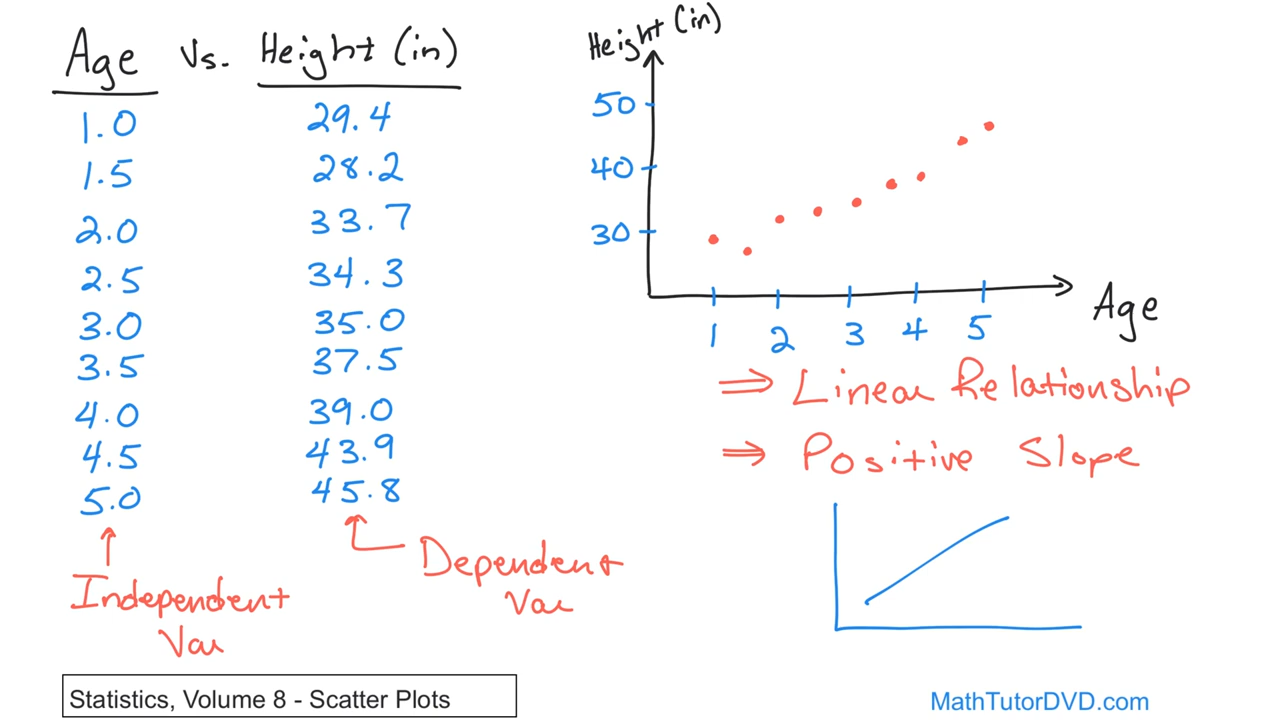 Age Vs. Height (in)
1.0 29.4
1.5 28.2
2.0 33.7
2.5 34.3
3.0 35.0
3.5 37.5
4.0 39.0
4.5 43.9
5.0 45.8
Independent
Var
Dependent
Var
Height (in)
50
40
30
1 2 3 4 5
Age
⇒ Linear Relationship
⇒ Positive Slope
Statistics, Volume 8 - Scatter Plots
MathTutorDVD.com